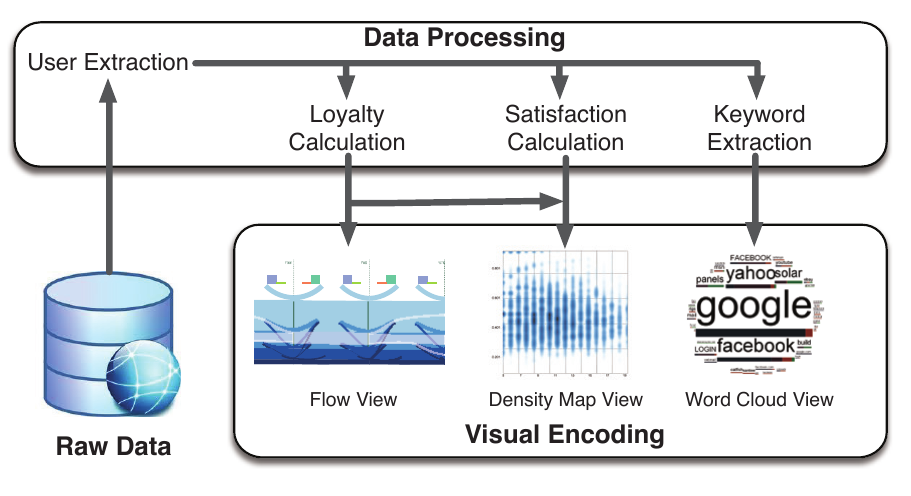 Data Processing
User Extraction
Loyalty
Calculation
Satisfaction
Calculation
Keyword
Extraction
FACEBOOK
panels yahoo solar
google
LOGIN facebook build
Flow View
Density Map View
Word Cloud View
Visual Encoding
Raw Data